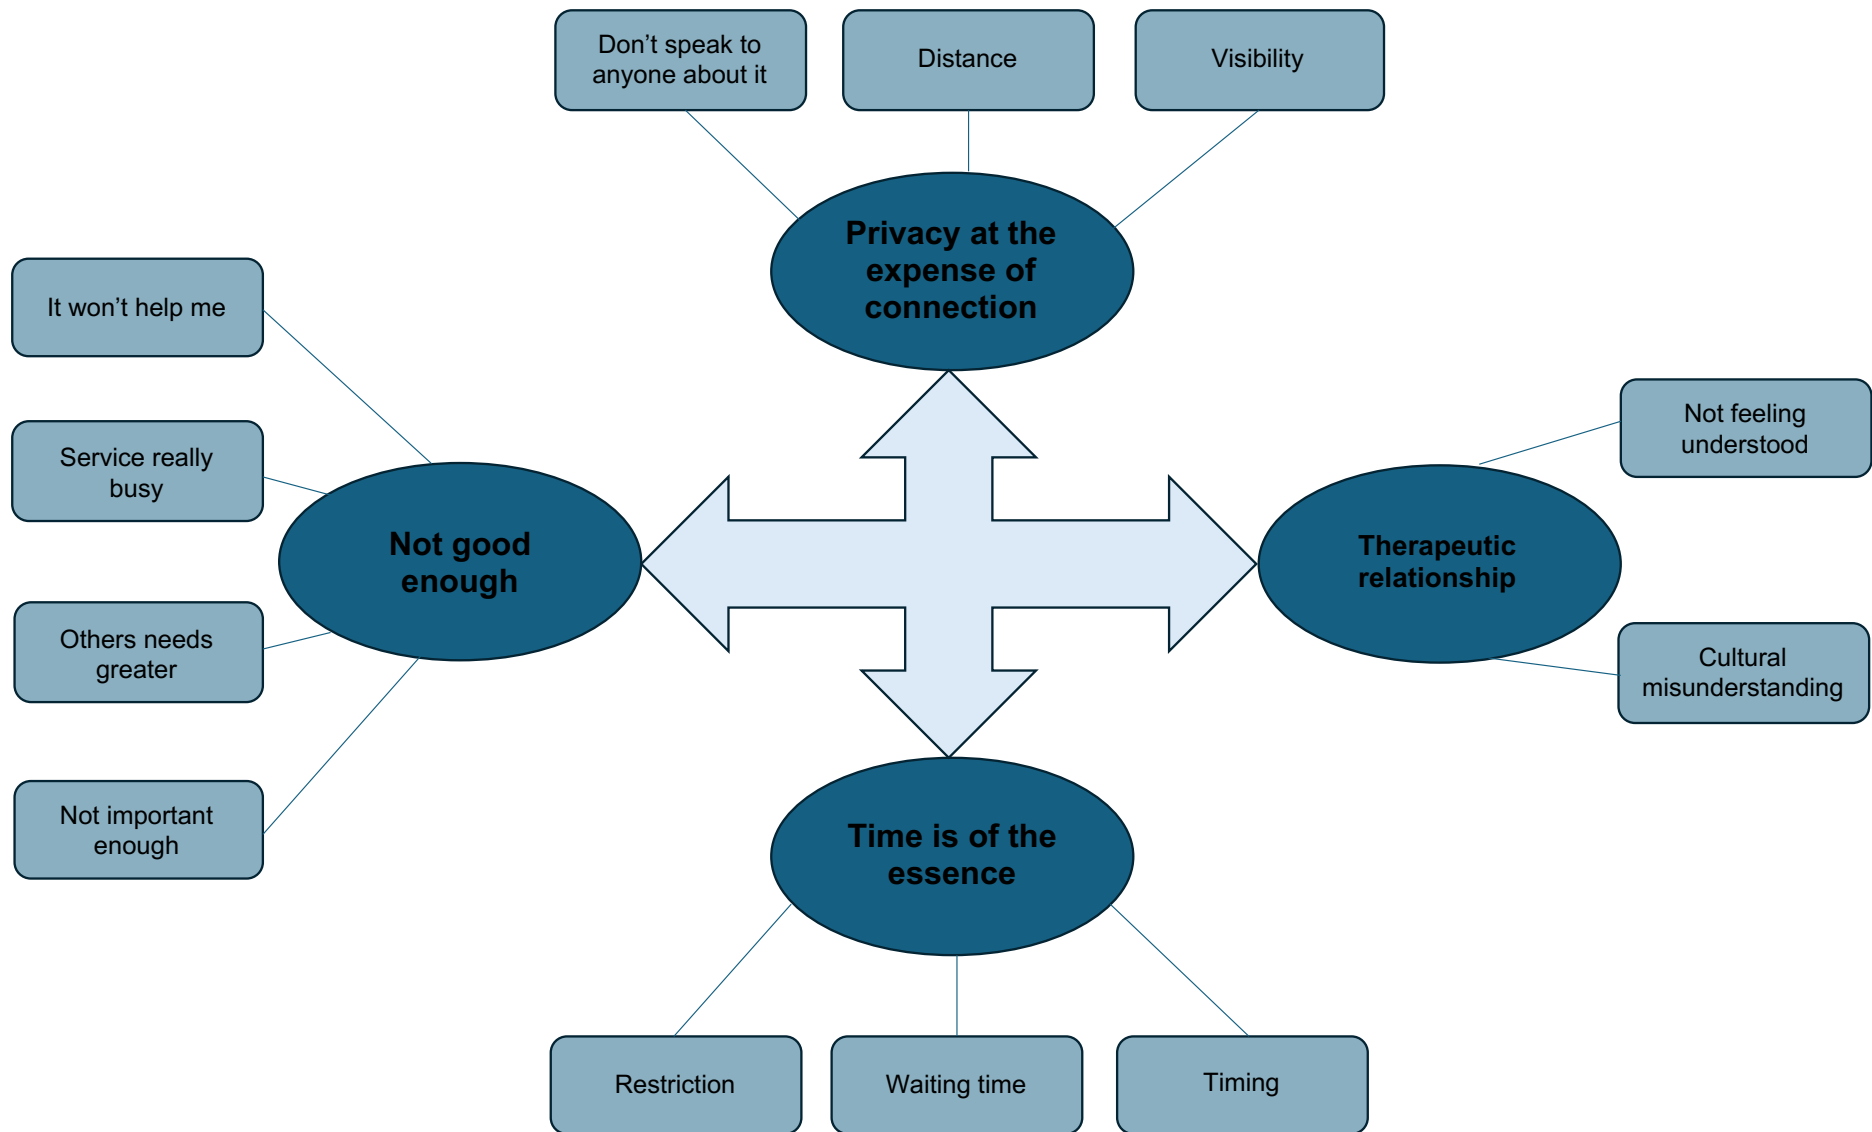 Don’t speak to
anyone about it
Distance
Visibility
Privacy at the
expense of
connection
It won’t help me
Service really
busy
Others needs
greater
Not important
enough
Not good
enough
Therapeutic
relationship
Not feeling
understood
Cultural
misunderstanding
Time is of the
essence
Restriction
Waiting time
Timing